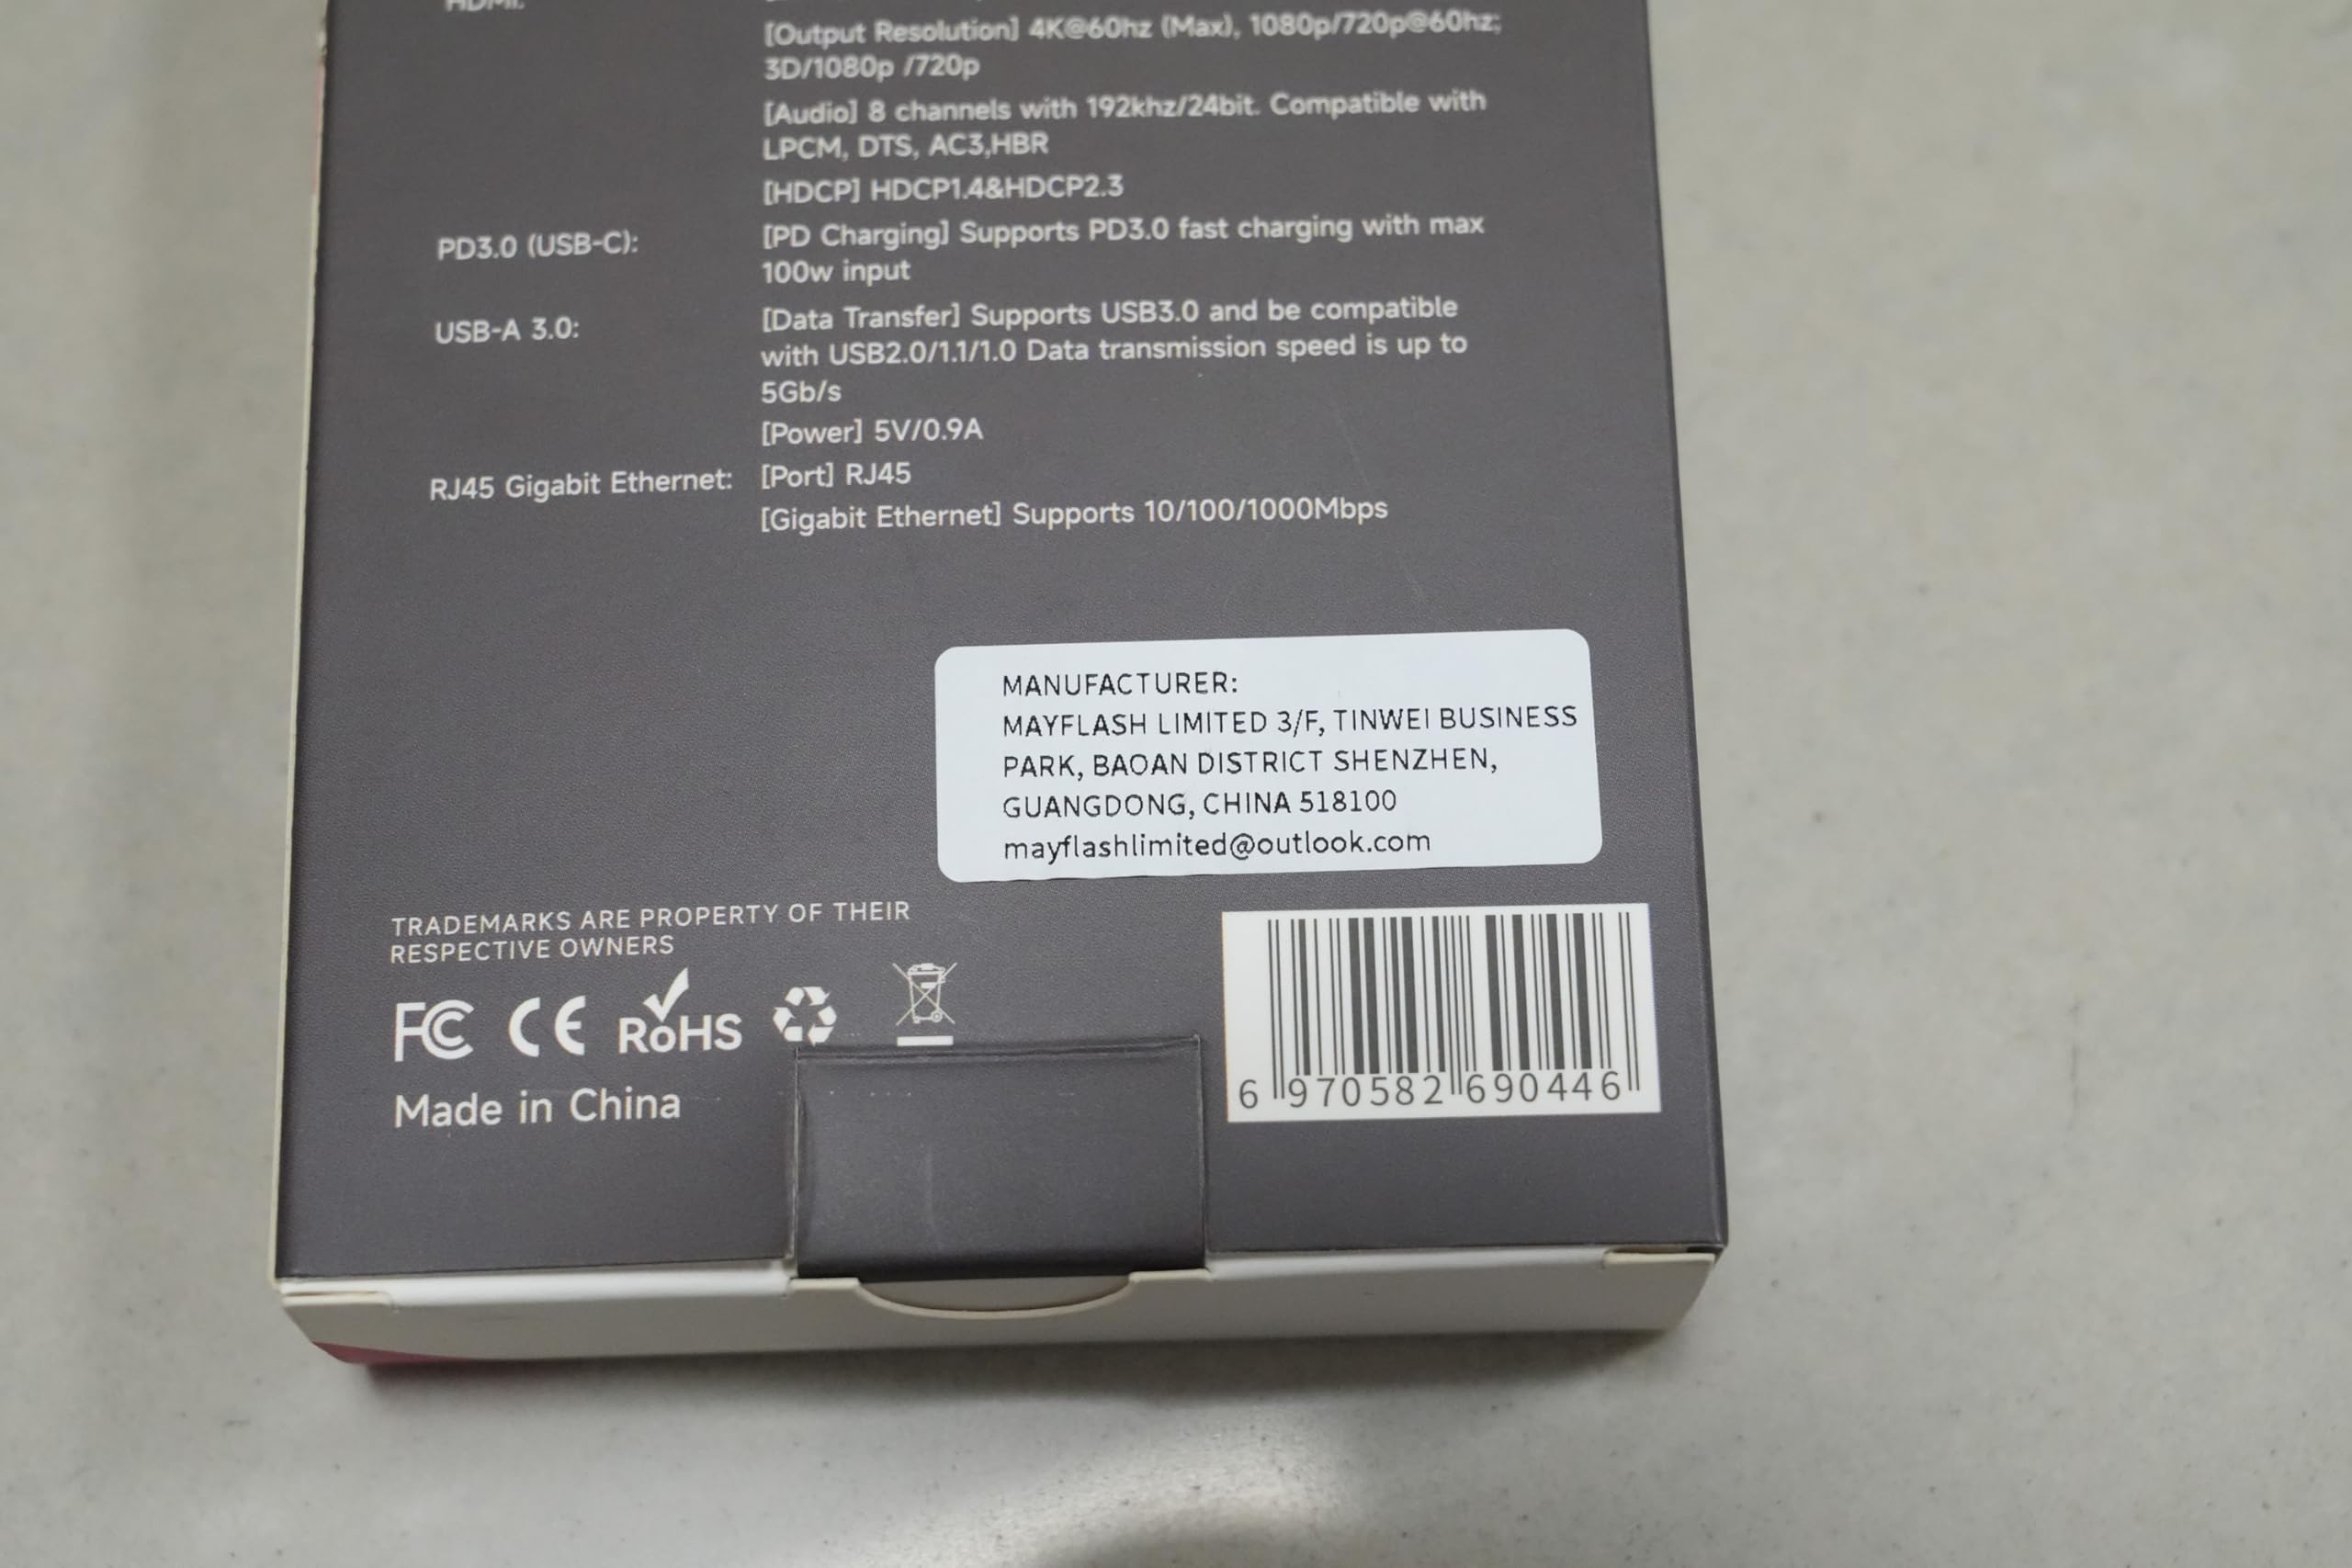 HDMI:
[Output Resolution] 4K@60hz (Max), 1080p/720p@60hz;
3D/1080p /720p
[Audio] 8 channels with 192khz/24bit. Compatible with
LPCM, DTS, AC3,HBR
[HDCP] HDCP1.4&HDCP2.3
PD3.0 (USB-C): [PD Charging] Supports PD3.0 fast charging with max
100w input
USB-A 3.0: [Data Transfer] Supports USB3.0 and be compatible
with USB2.0/1.1/1.0 Data transmission speed is up to
5Gb/s
[Power] 5V/0.9A
RJ45 Gigabit Ethernet: [Port] RJ45
[Gigabit Ethernet] Supports 10/100/1000Mbps
MANUFACTURER:
MAYFLASH LIMITED 3/F, TINWEI BUSINESS
PARK, BAOAN DISTRICT SHENZHEN,
GUANGDONG, CHINA 518100
mayflashlimited@outlook.com
TRADEMARKS ARE PROPERTY OF THEIR
RESPECTIVE OWNERS
FC CE RoHS
Made in China
6 970582 690446